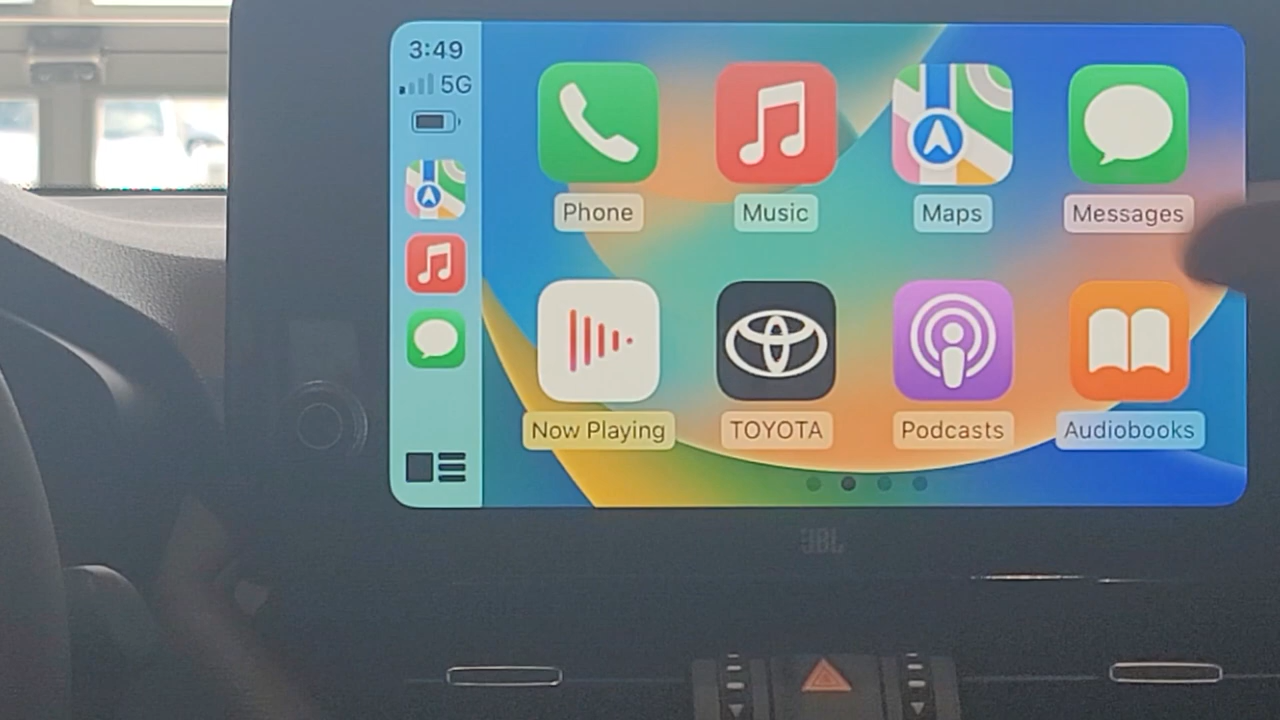 3:49
5G
Phone
Music
Maps
Messages
Now Playing
TOYOTA
Podcasts
Audiobooks
JBL